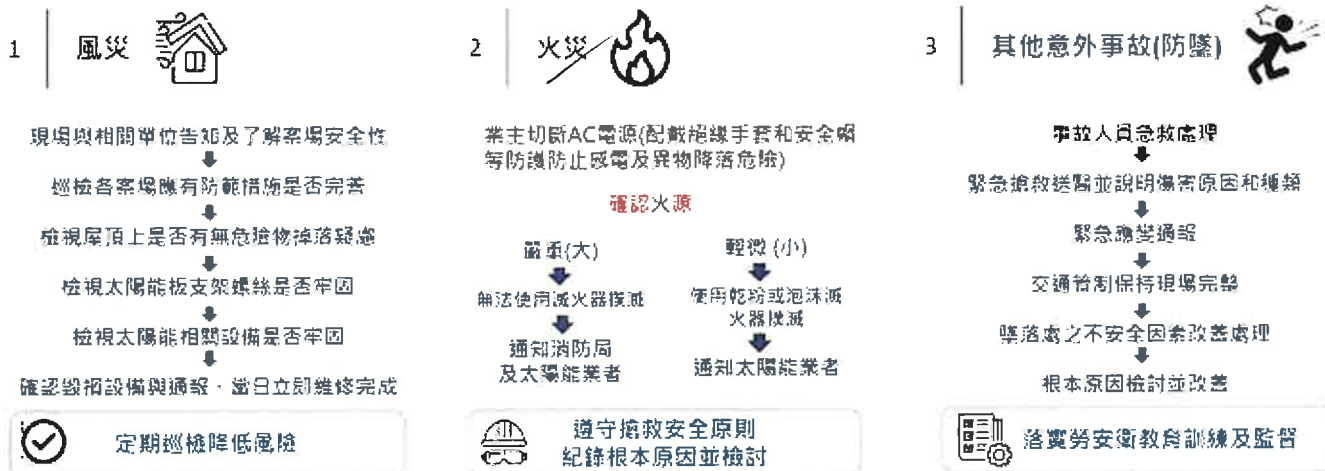 1 風災
現場與相關單位告知及了解案場安全性
巡檢各案場應有防範措施是否完善
檢視屋頂上是否有無危險物掉落疑慮
檢視太陽能板支架螺絲是否牢固
檢視太陽能相關設備是否牢固
確認毀損設備與通報、當日立即維修完成
定期巡檢降低風險
2 火災
業主切斷AC電源(配戴絕緣手套和安全帽
等防護防止感電及異物降落危險)
確認火源
嚴重(大)
無法使用滅火器撲滅
通知消防局
及太陽能業者
輕微 (小)
使用乾粉或泡沫滅
火器撲滅
通知太陽能業者
遵守搶救安全原則
紀錄根本原因並檢討
3 其他意外事故(防墜)
事故人員急救處理
緊急搶救送醫並說明傷害原因和種類
緊急應變通報
交通管制保持現場完整
墜落處之不安全因素改善處理
根本原因檢討並改善
落實勞安衛教育訓練及監督